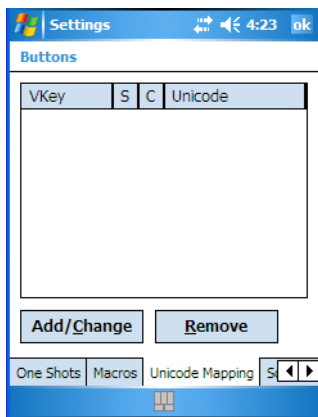 Settings 4:23 ok
Buttons
VKey S C Unicode
Add/Change Remove
One Shots Macros Unicode Mapping